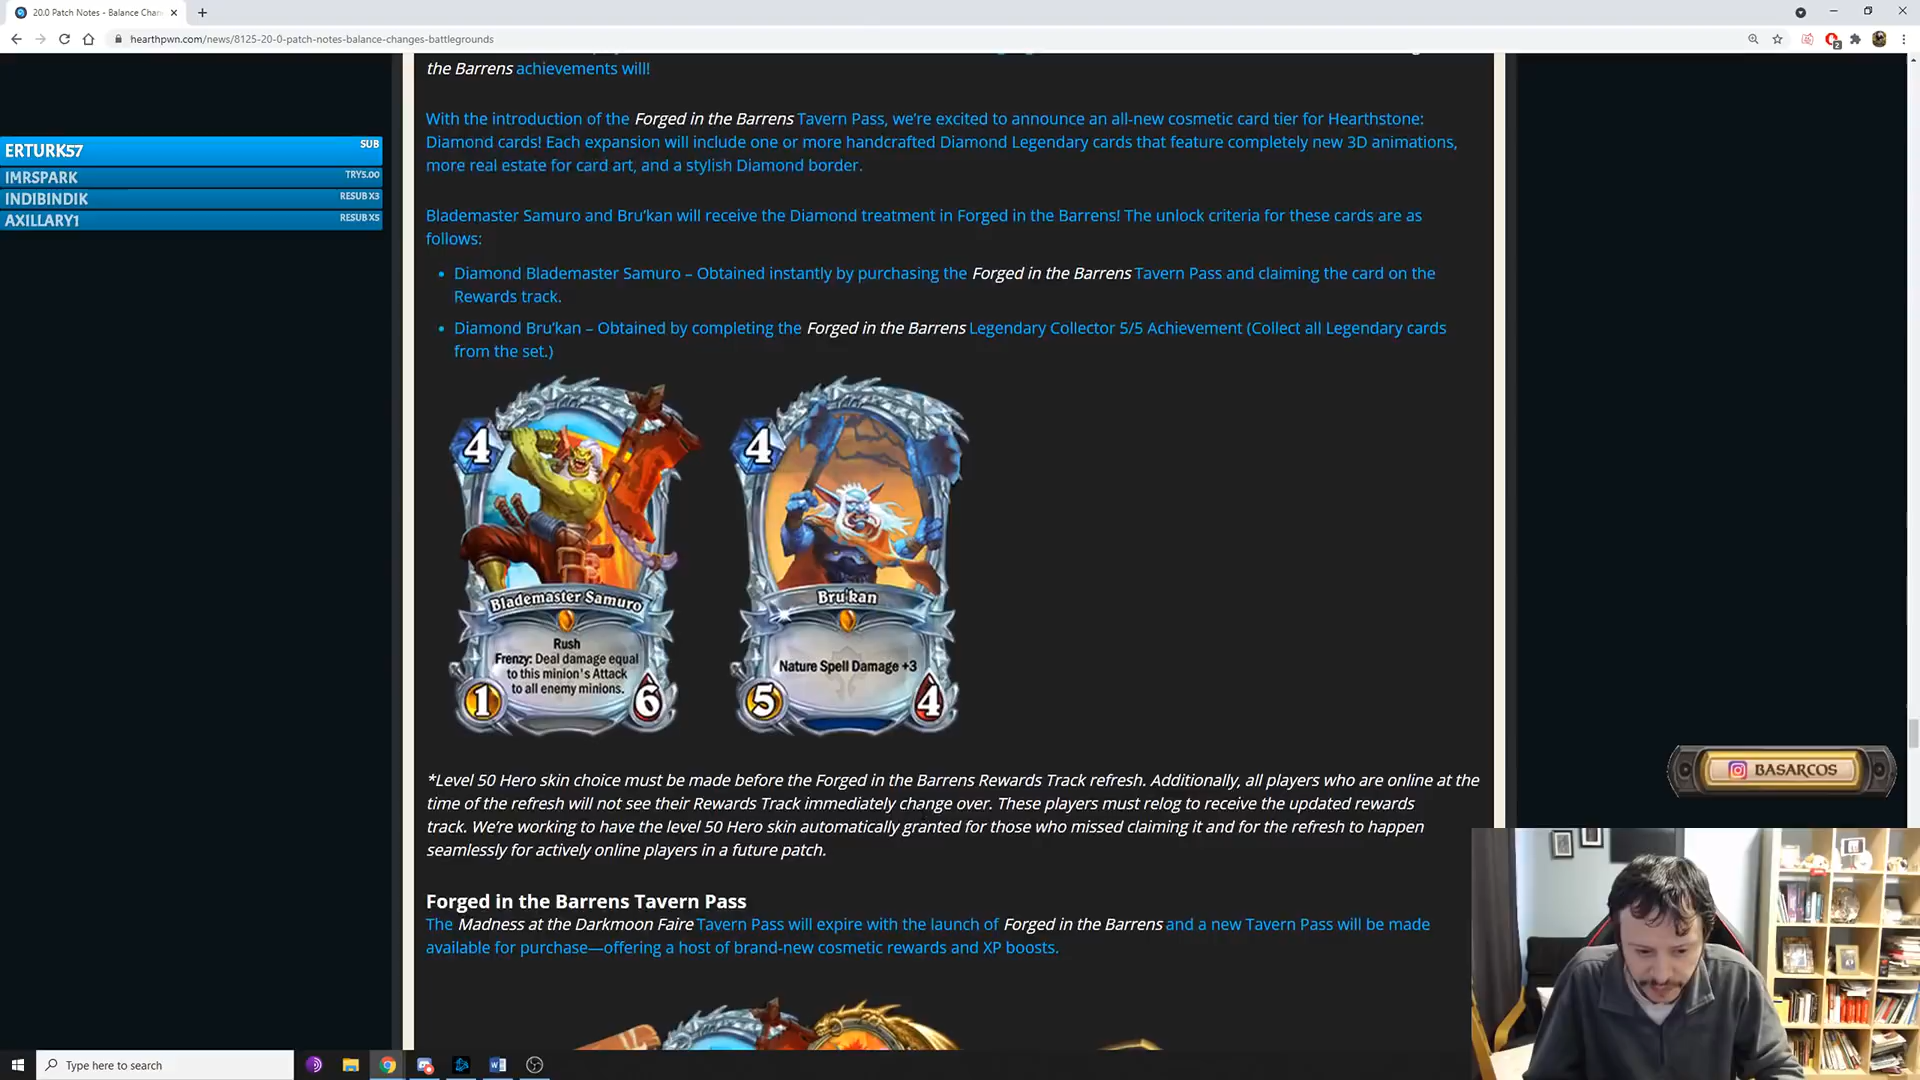 20.0 Patch Notes - Balance Chan
hearthpwn.com/news/8125-20-0-patch-notes-balance-changes-battlegrounds
ERTURK57 SUB
IMRSPARK TRY5.00
INDIBINDIK RESUB X3
AXILLARY1 RESUB X5
the Barrens achievements will!
With the introduction of the Forged in the Barrens Tavern Pass, we're excited to announce an all-new cosmetic card tier for Hearthstone:
Diamond cards! Each expansion will include one or more handcrafted Diamond Legendary cards that feature completely new 3D animations,
more real estate for card art, and a stylish Diamond border.
Blademaster Samuro and Bru'kan will receive the Diamond treatment in Forged in the Barrens! The unlock criteria for these cards are as
follows:
• Diamond Blademaster Samuro – Obtained instantly by purchasing the Forged in the Barrens Tavern Pass and claiming the card on the
Rewards track.
• Diamond Bru'kan – Obtained by completing the Forged in the Barrens Legendary Collector 5/5 Achievement (Collect all Legendary cards
from the set.)
4
Blademaster Samuro
Rush
Frenzy: Deal damage equal
to this minion's Attack
to all enemy minions.
1 6
4
Bru'kan
Nature Spell Damage +3
5 4
*Level 50 Hero skin choice must be made before the Forged in the Barrens Rewards Track refresh. Additionally, all players who are online at the
time of the refresh will not see their Rewards Track immediately change over. These players must relog to receive the updated rewards
track. We're working to have the level 50 Hero skin automatically granted for those who missed claiming it and for the refresh to happen
seamlessly for actively online players in a future patch.
Forged in the Barrens Tavern Pass
The Madness at the Darkmoon Faire Tavern Pass will expire with the launch of Forged in the Barrens and a new Tavern Pass will be made
available for purchase—offering a host of brand-new cosmetic rewards and XP boosts.
BASARCOS
Type here to search